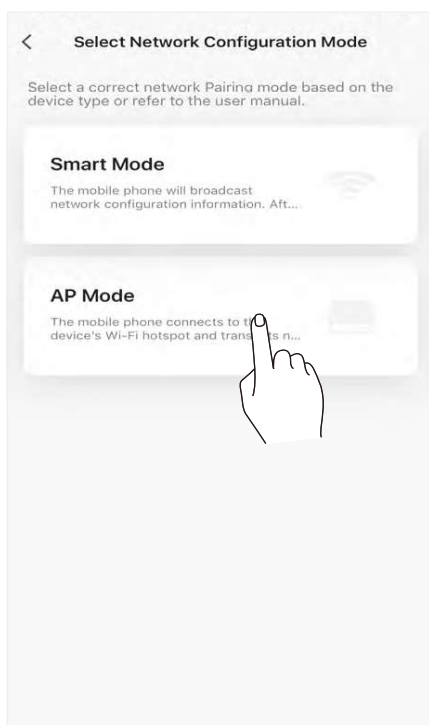 Select Network Configuration Mode
Select a correct network Pairing mode based on the
device type or refer to the user manual.
Smart Mode
The mobile phone will broadcast
network configuration information. Aft...
AP Mode
The mobile phone connects to
device's Wi-Fi hotspot and n...